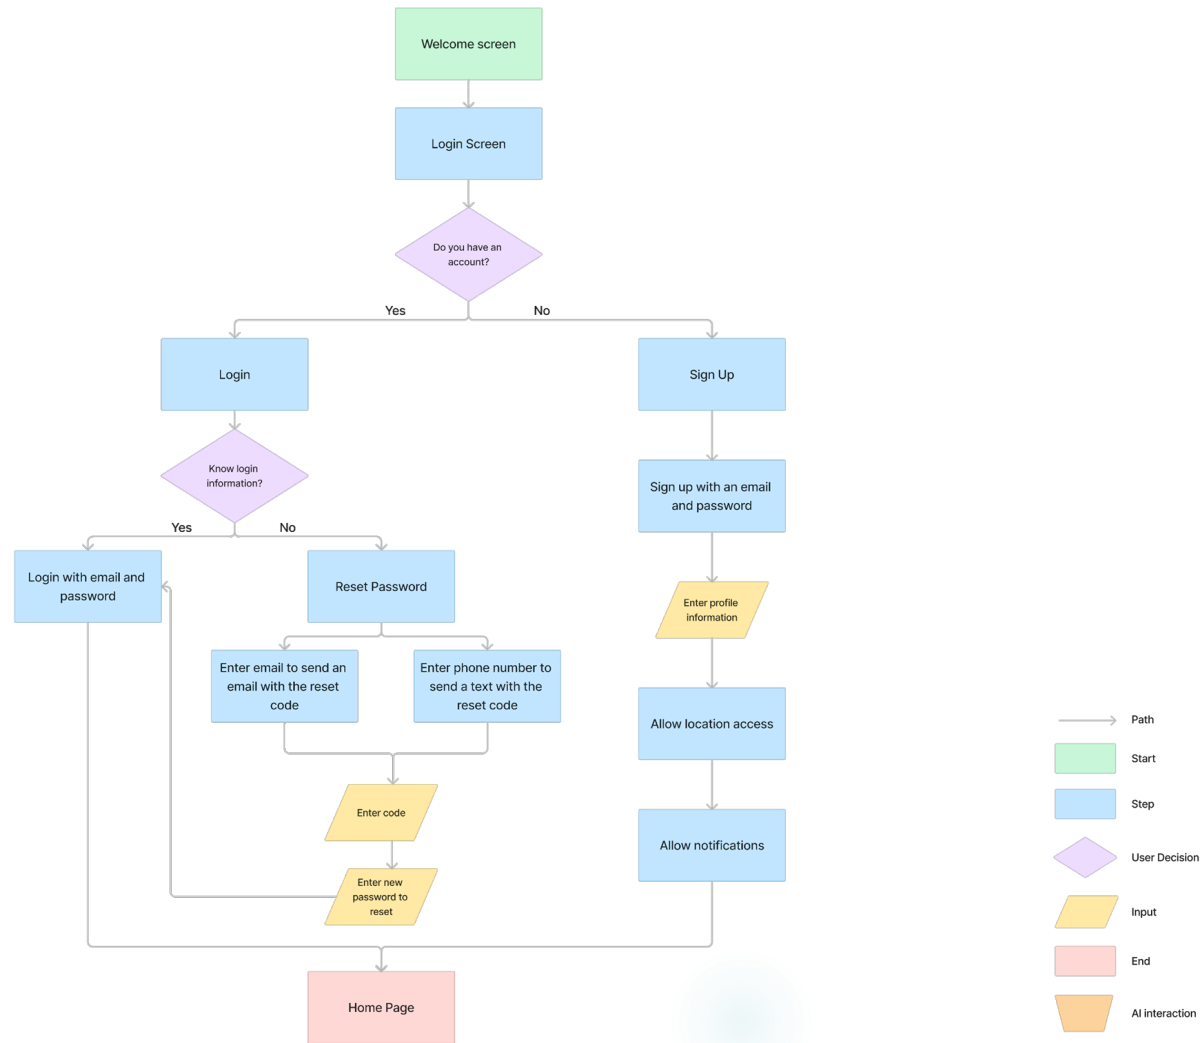 Welcome screen
Login Screen
Do you have an
account?
Yes
No
Login
Sign Up
Know login
information?
Sign up with an email
and password
Yes
No
Login with email and
password
Reset Password
Enter profile
information
Enter email to send an
email with the reset
code
Enter phone number to
send a text with the
reset code
Allow location access
Enter code
Allow notifications
Enter new
password to
reset
Home Page
Path
Start
Step
User Decision
Input
End
AI interaction